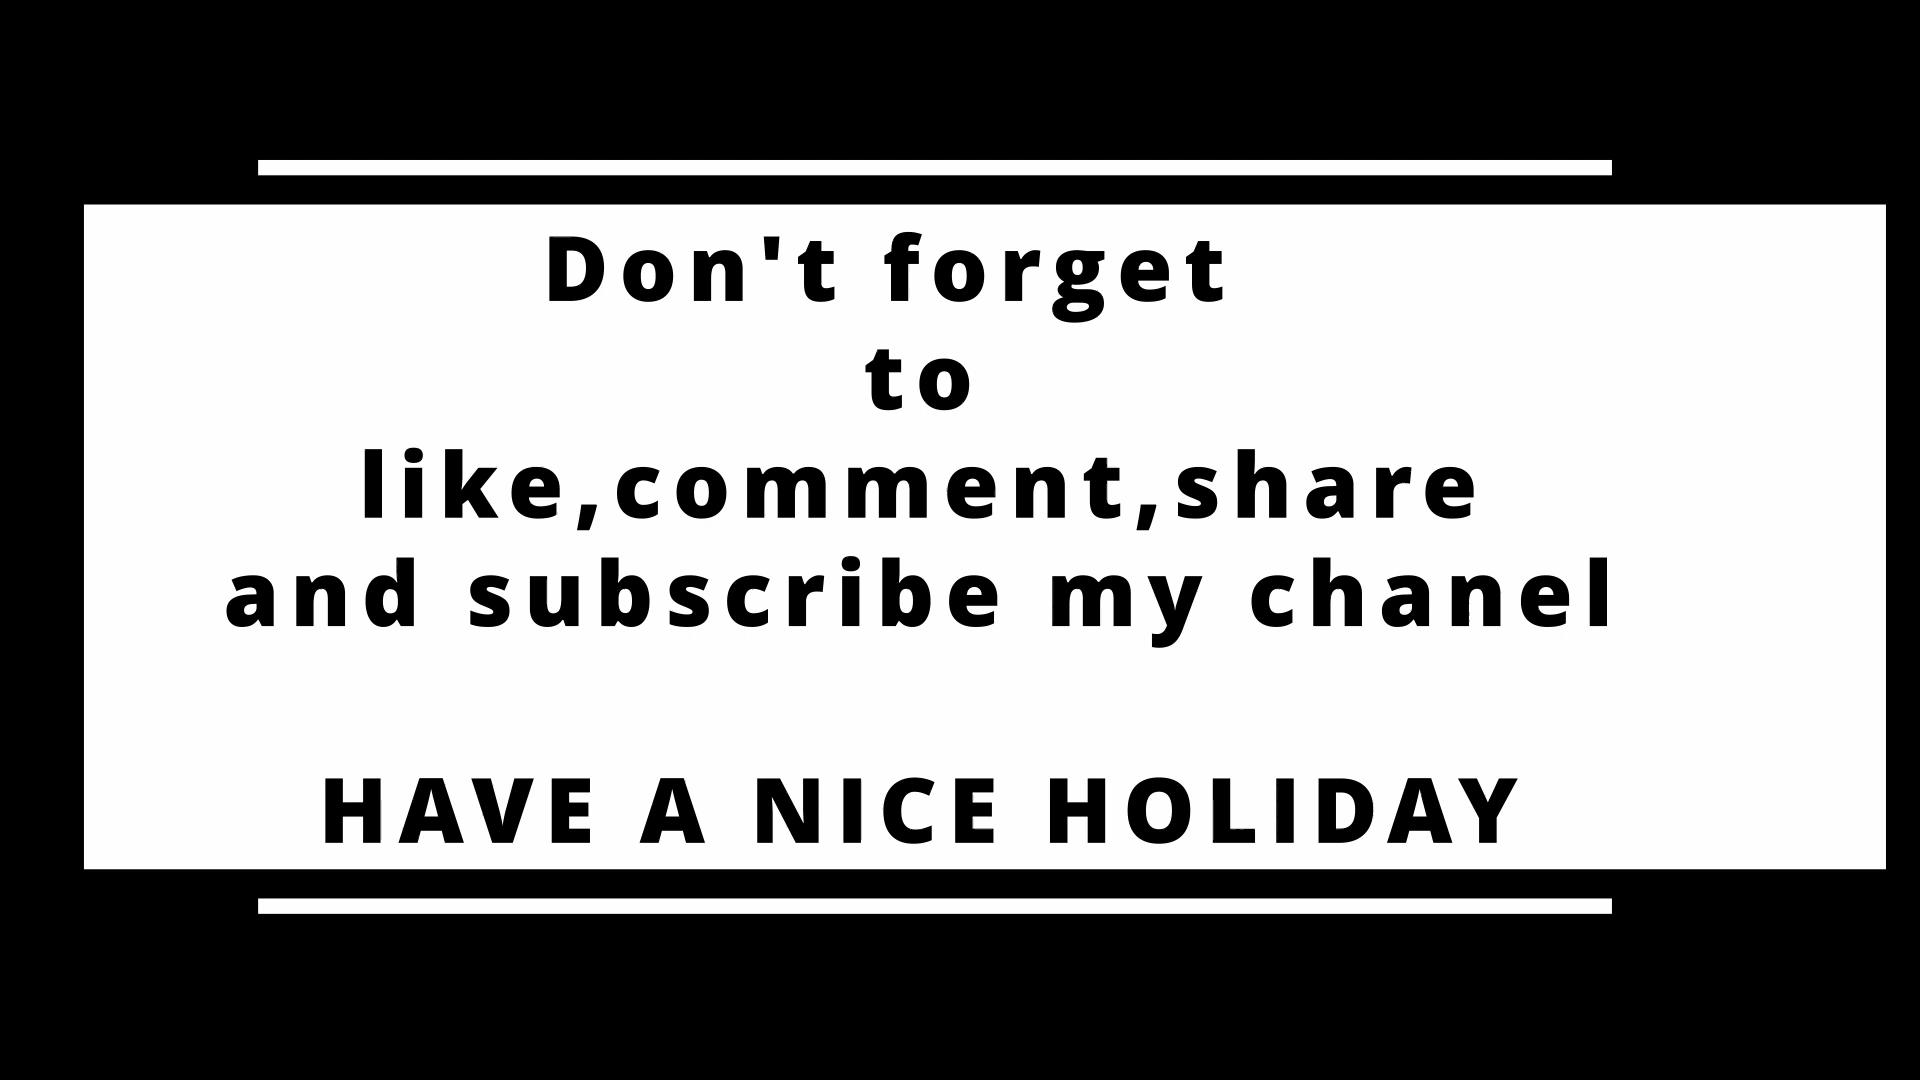 Don't forget
to
like,comment,share
and subscribe my chanel
HAVE A NICE HOLIDAY